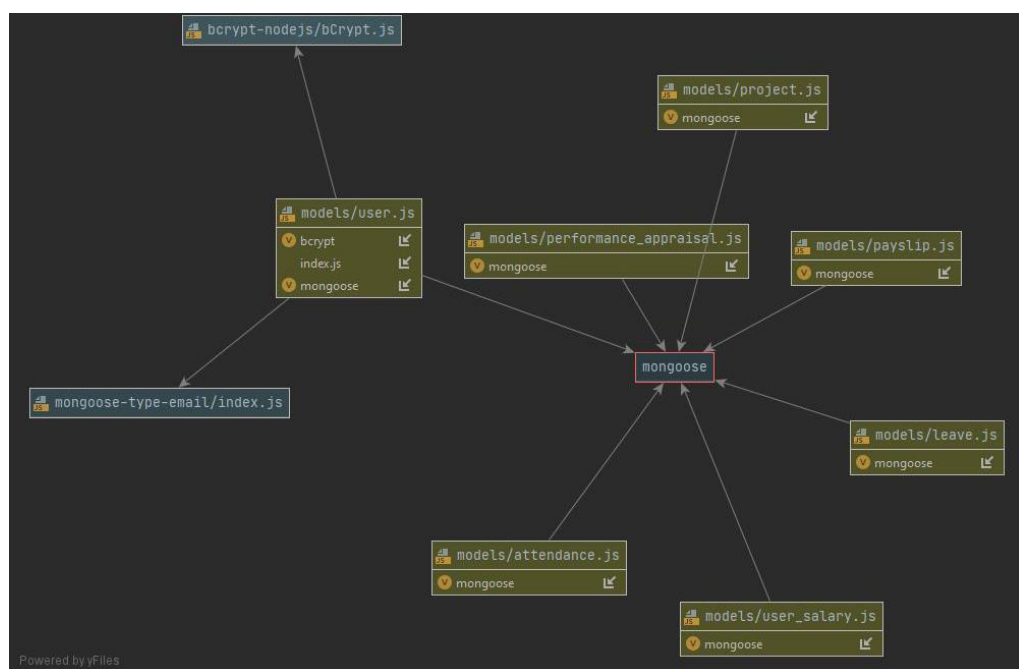 bcrypt-nodejs/bCrypt.js
models/project.js
mongoose
models/user.js
bcrypt
index.js
mongoose
models/performance_appraisal.js
mongoose
models/payslip.js
mongoose
mongoose
mongoose-type-email/index.js
models/leave.js
mongoose
models/attendance.js
mongoose
models/user_salary.js
mongoose
Powered by yFiles